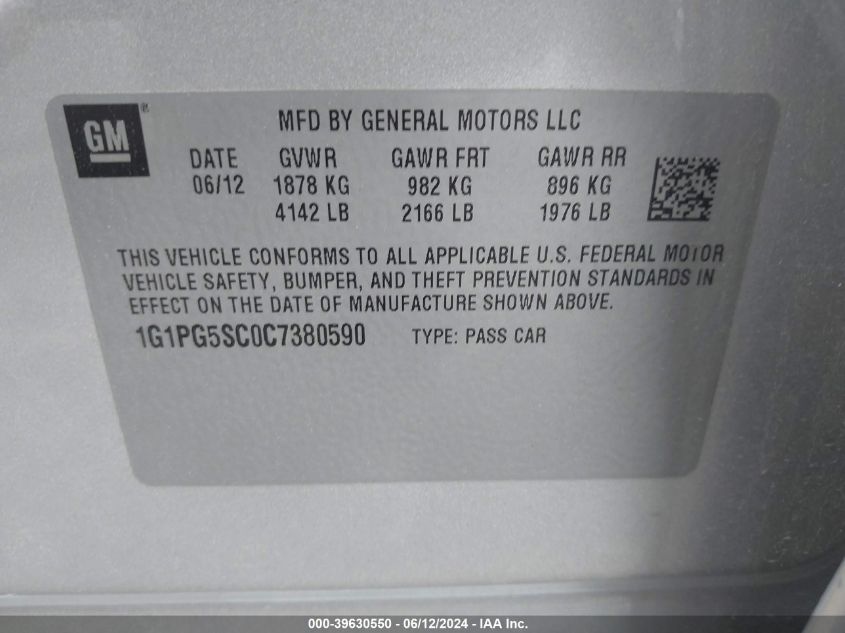 GM®
MFD BY GENERAL MOTORS LLC
DATE GVWR GAWR FRT GAWR RR
06/12 1878 KG 982 KG 896 KG
4142 LB 2166 LB 1976 LB
THIS VEHICLE CONFORMS TO ALL APPLICABLE U.S. FEDERAL MOTOR
VEHICLE SAFETY, BUMPER, AND THEFT PREVENTION STANDARDS IN
EFFECT ON THE DATE OF MANUFACTURE SHOWN ABOVE.
1G1PG5SC0C7380590 TYPE: PASS CAR
000-39630550 - 06/12/2024 - IAA Inc.